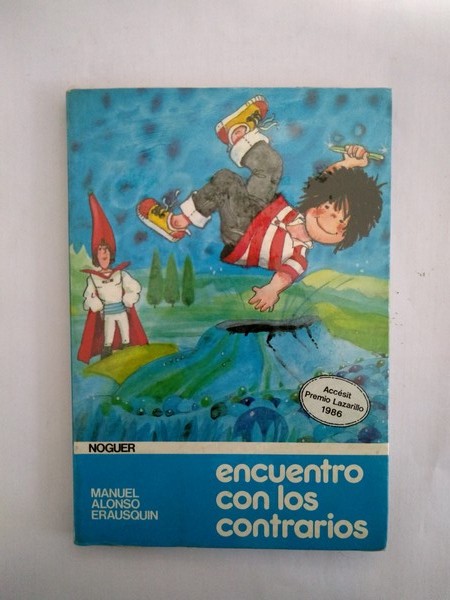 Accésit
Premio Lazarillo
1986
NOGUER
MANUEL
ALONSO
ERAUSQUIN
encuentro
con los
contrarios